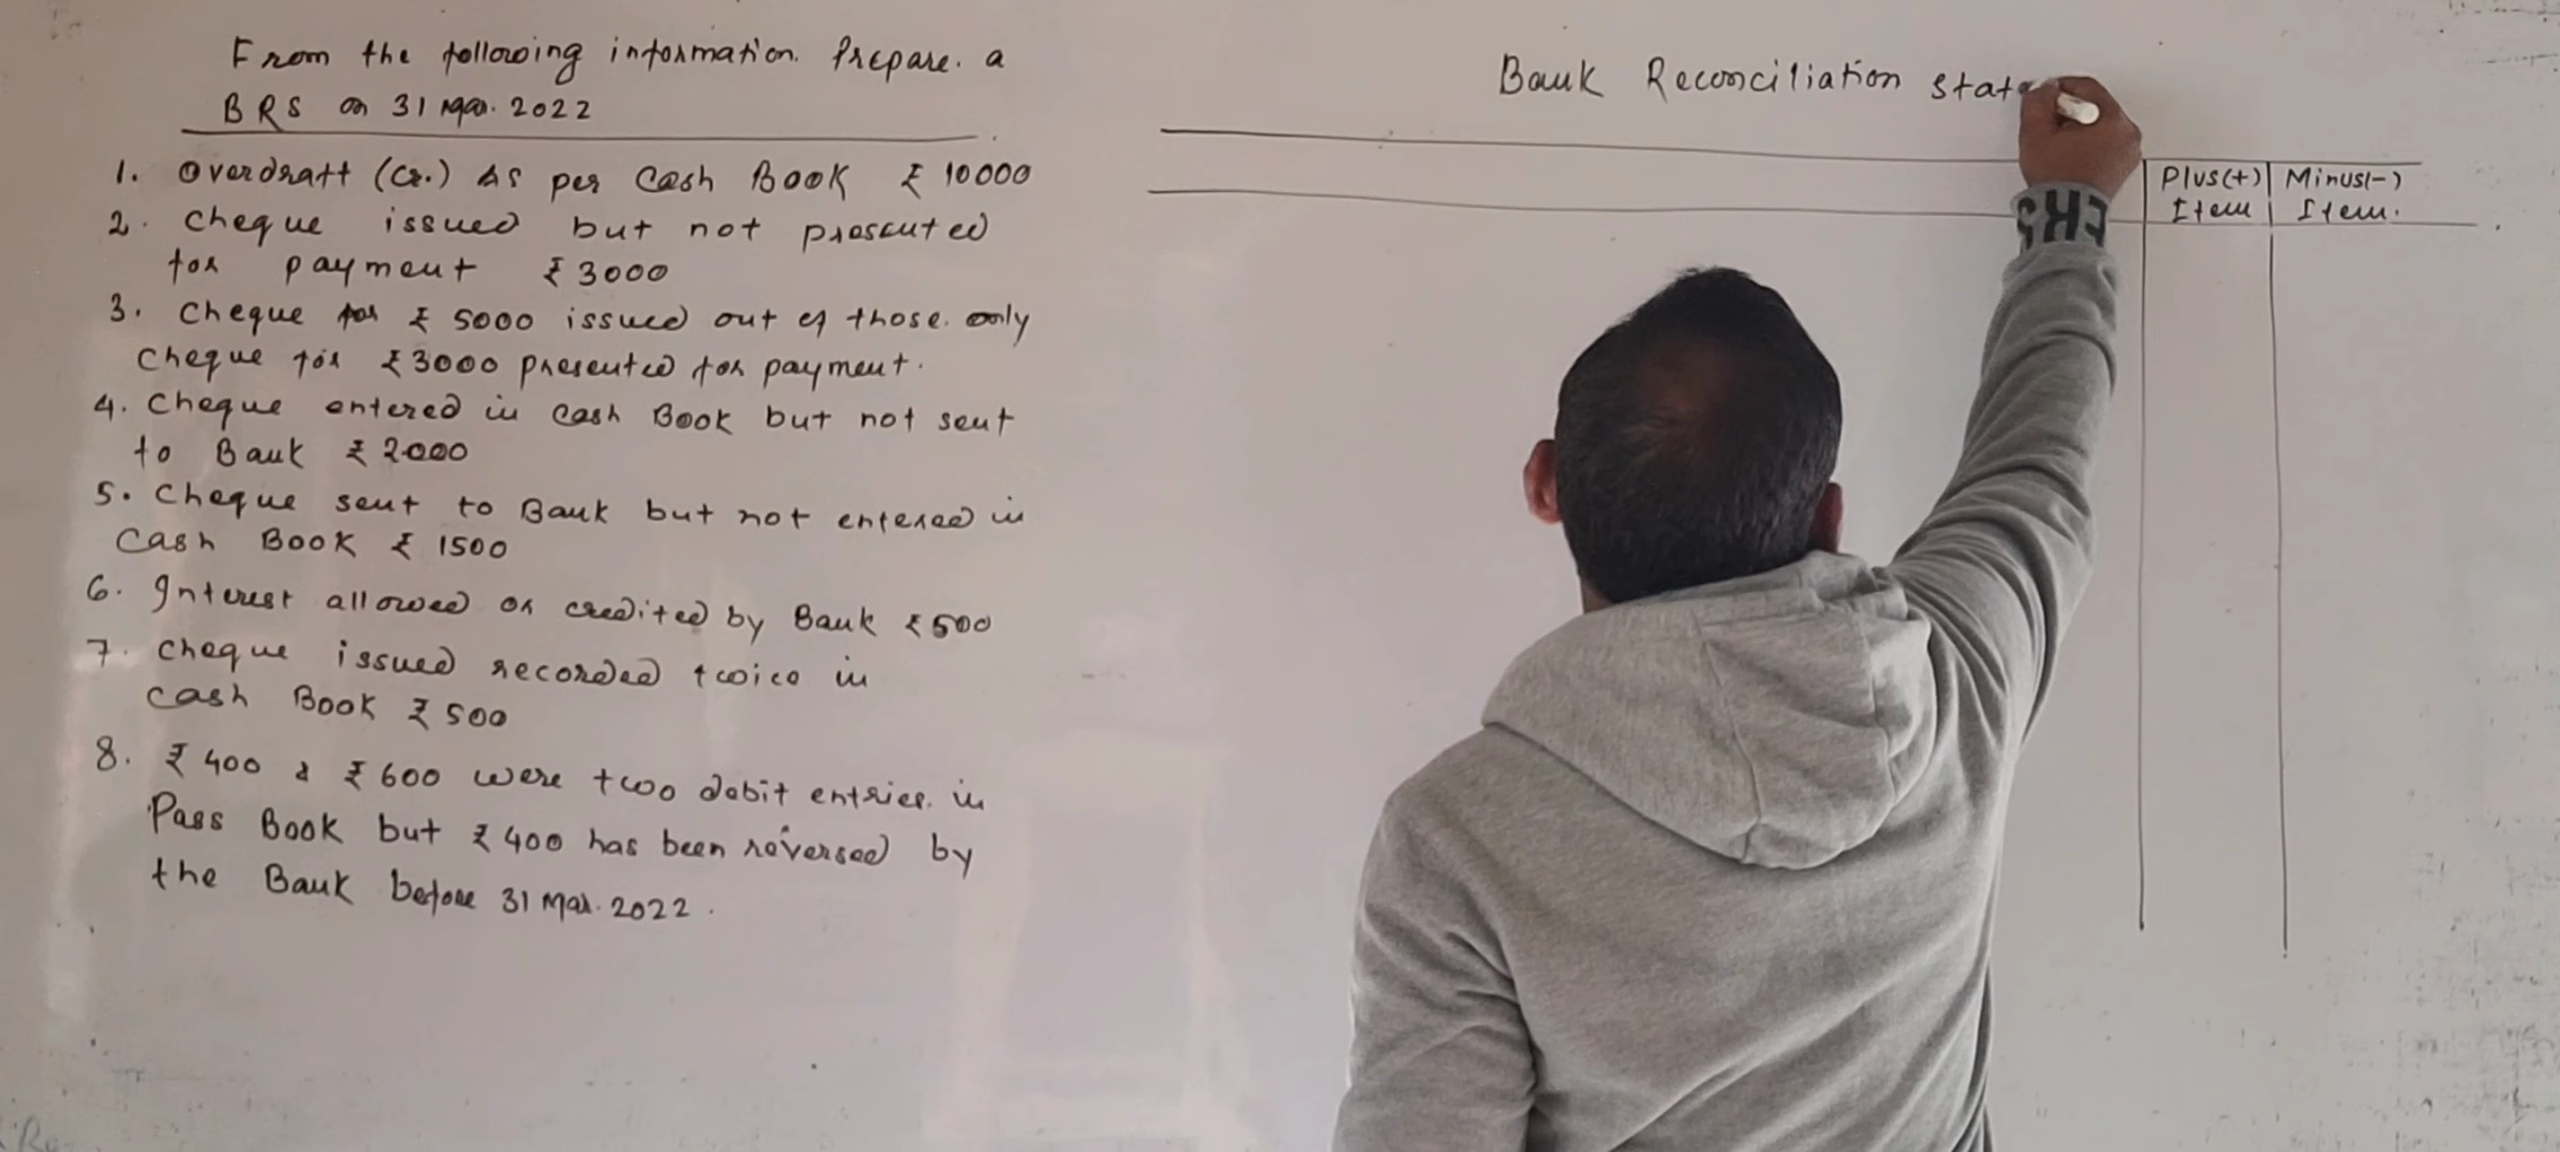 From the following information. Prepare. a
BRS on 31 Mar. 2022
1. Overdraft (Cr.) As per Cash Book ₹ 10000
2. Cheque issued but not presented
for payment ₹ 3000
3. Cheque for ₹ 5000 issued out of those. only
Cheque for ₹ 3000 presented for payment.
4. Cheque entered in Cash Book but not sent
to Bank ₹ 2000
5. Cheque sent to Bank but not entered in
Cash Book ₹ 1500
6. Interest allowed or credited by Bank ₹ 500
7. Cheque issued recorded twice in
Cash Book ₹ 500
8. ₹ 400 & ₹ 600 were two debit entries. in
Pass Book but ₹ 400 has been reversed by
the Bank before 31 Mar. 2022.
Bank Reconciliation state
Plus(+) Minus(-)
Item Item.